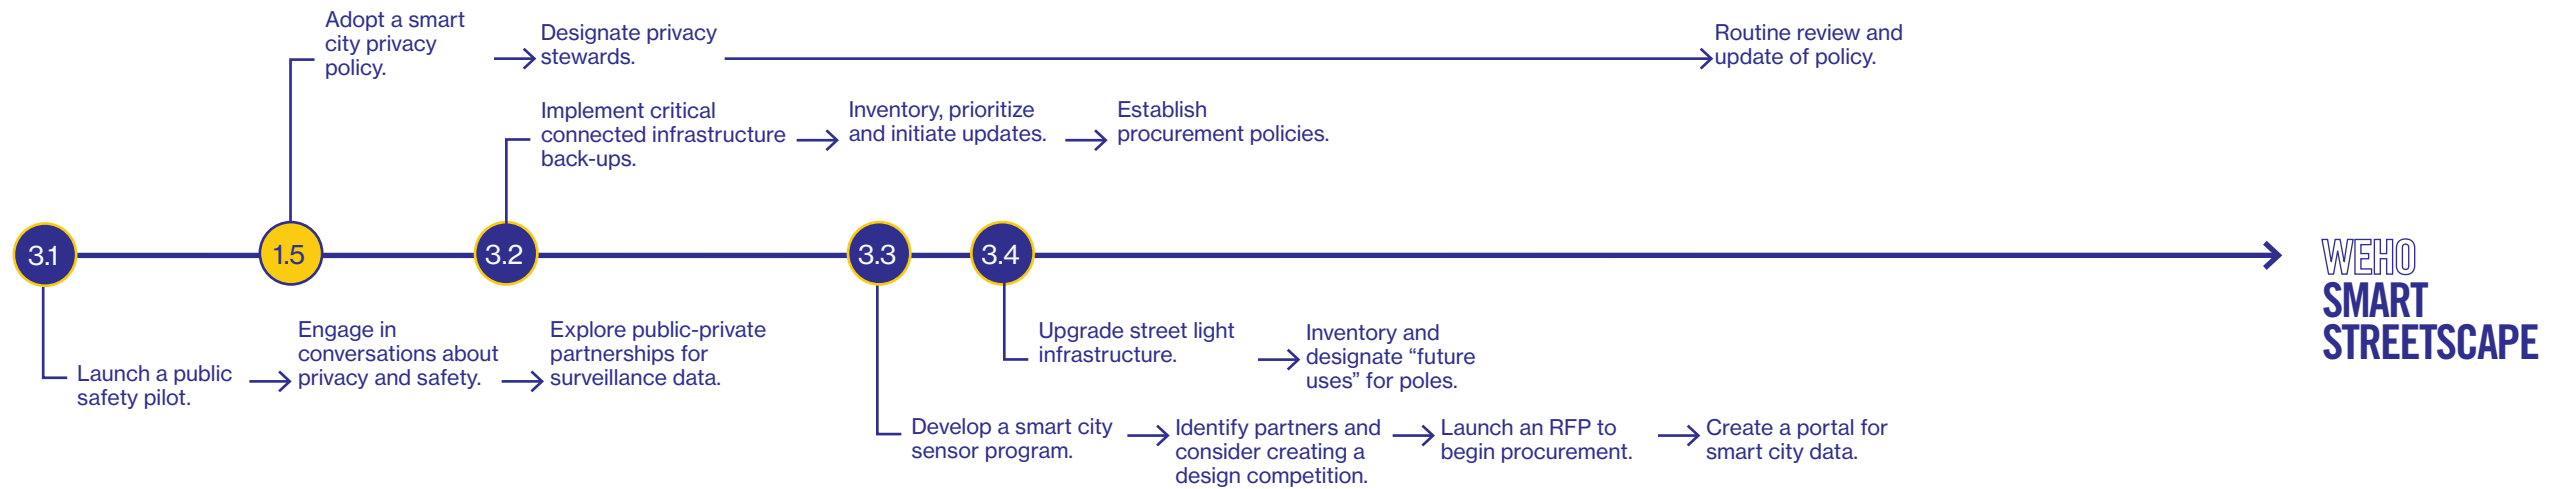 Adopt a smart
city privacy
policy.
Designate privacy
stewards.
Routine review and
update of policy.
Implement critical
connected infrastructure
back-ups.
Inventory, prioritize
and initiate updates.
Establish
procurement policies.
3.1
1.5
3.2
3.3
3.4
WEHO
SMART
STREETSCAPE
Launch a public
safety pilot.
Engage in
conversations about
privacy and safety.
Explore public-private
partnerships for
surveillance data.
Upgrade street light
infrastructure.
Inventory and
designate “future
uses” for poles.
Develop a smart city
sensor program.
Identify partners and
consider creating a
design competition.
Launch an RFP to
begin procurement.
Create a portal for
smart city data.